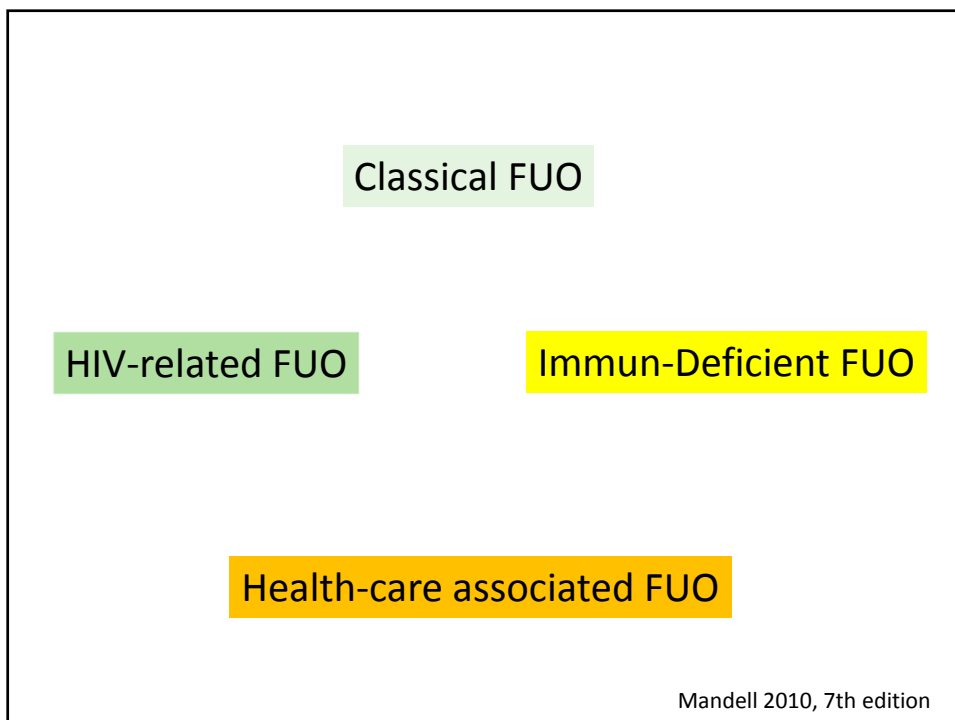 Classical FUO
HIV-related FUO
Immun-Deficient FUO
Health-care associated FUO
Mandell 2010, 7th edition